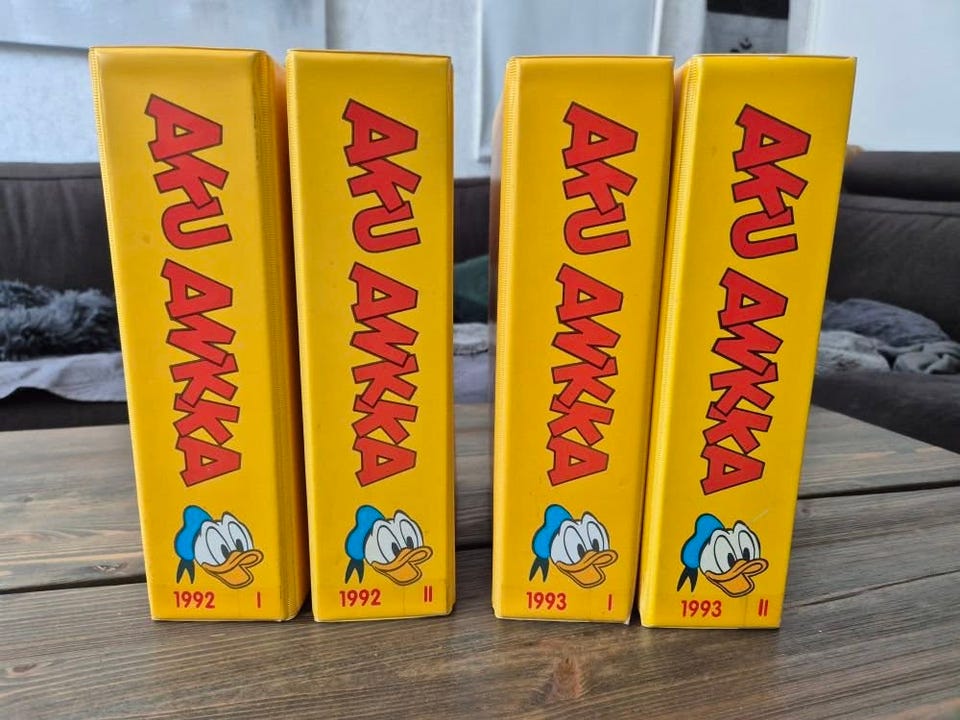 AKU ANKKA
1992 I
AKU ANKKA
1992 II
AKU ANKKA
1993 I
AKU ANKKA
1993 II